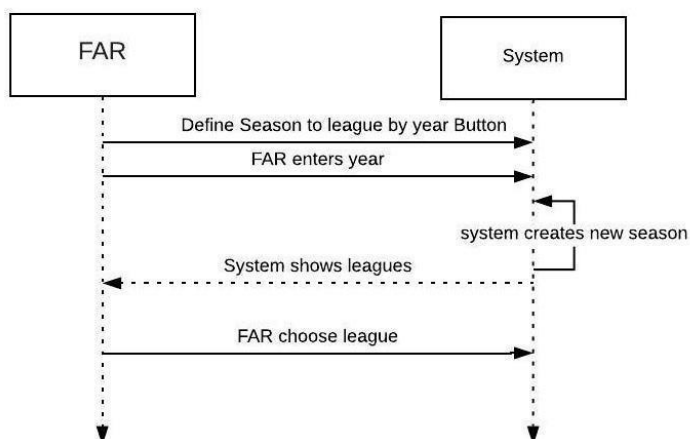 FAR
System
Define Season to league by year Button
FAR enters year
system creates new season
System shows leagues
FAR choose league